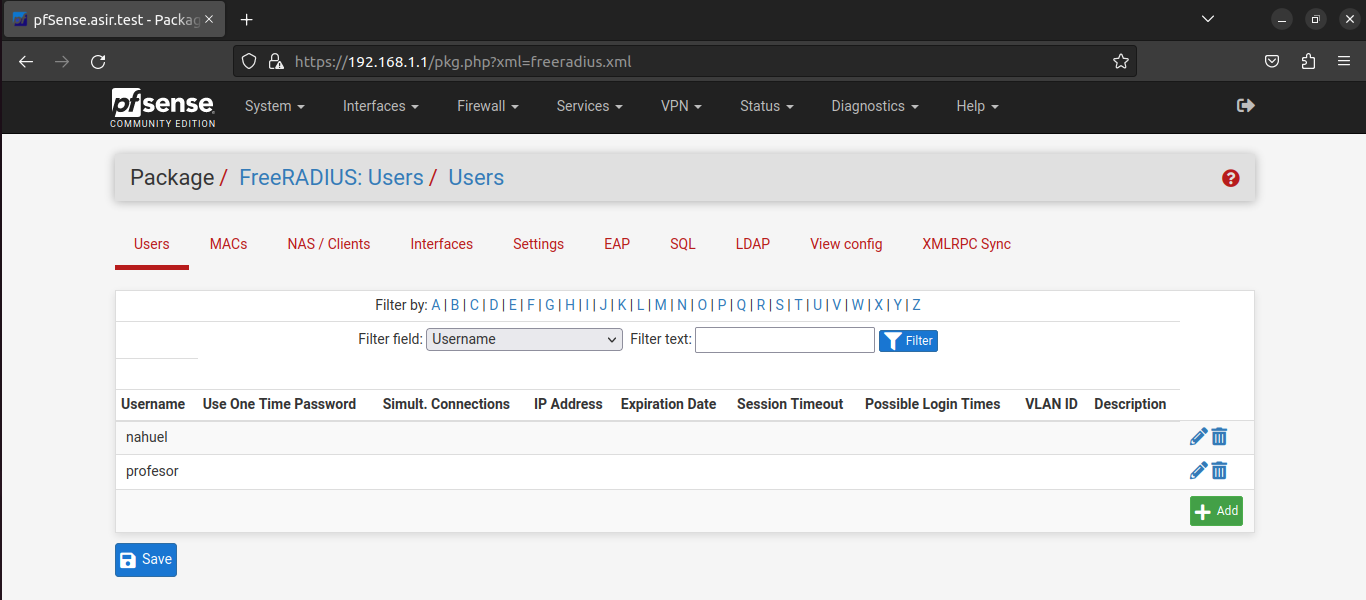 pfSense.asir.test - Packag
https://192.168.1.1/pkg.php?xml=freeradius.xml
pfsense
COMMUNITY EDITION
System Interfaces Firewall Services VPN Status Diagnostics Help
Package / FreeRADIUS: Users / Users
Users MACs NAS / Clients Interfaces Settings EAP SQL LDAP View config XMLRPC Sync
Filter by: A | B | C | D | E | F | G | H | I | J | K | L | M | N | O | P | Q | R | S | T | U | V | W | X | Y | Z
Filter field: Username Filter text: Filter
Username Use One Time Password Simult. Connections IP Address Expiration Date Session Timeout Possible Login Times VLAN ID Description
nahuel
profesor
Add
Save